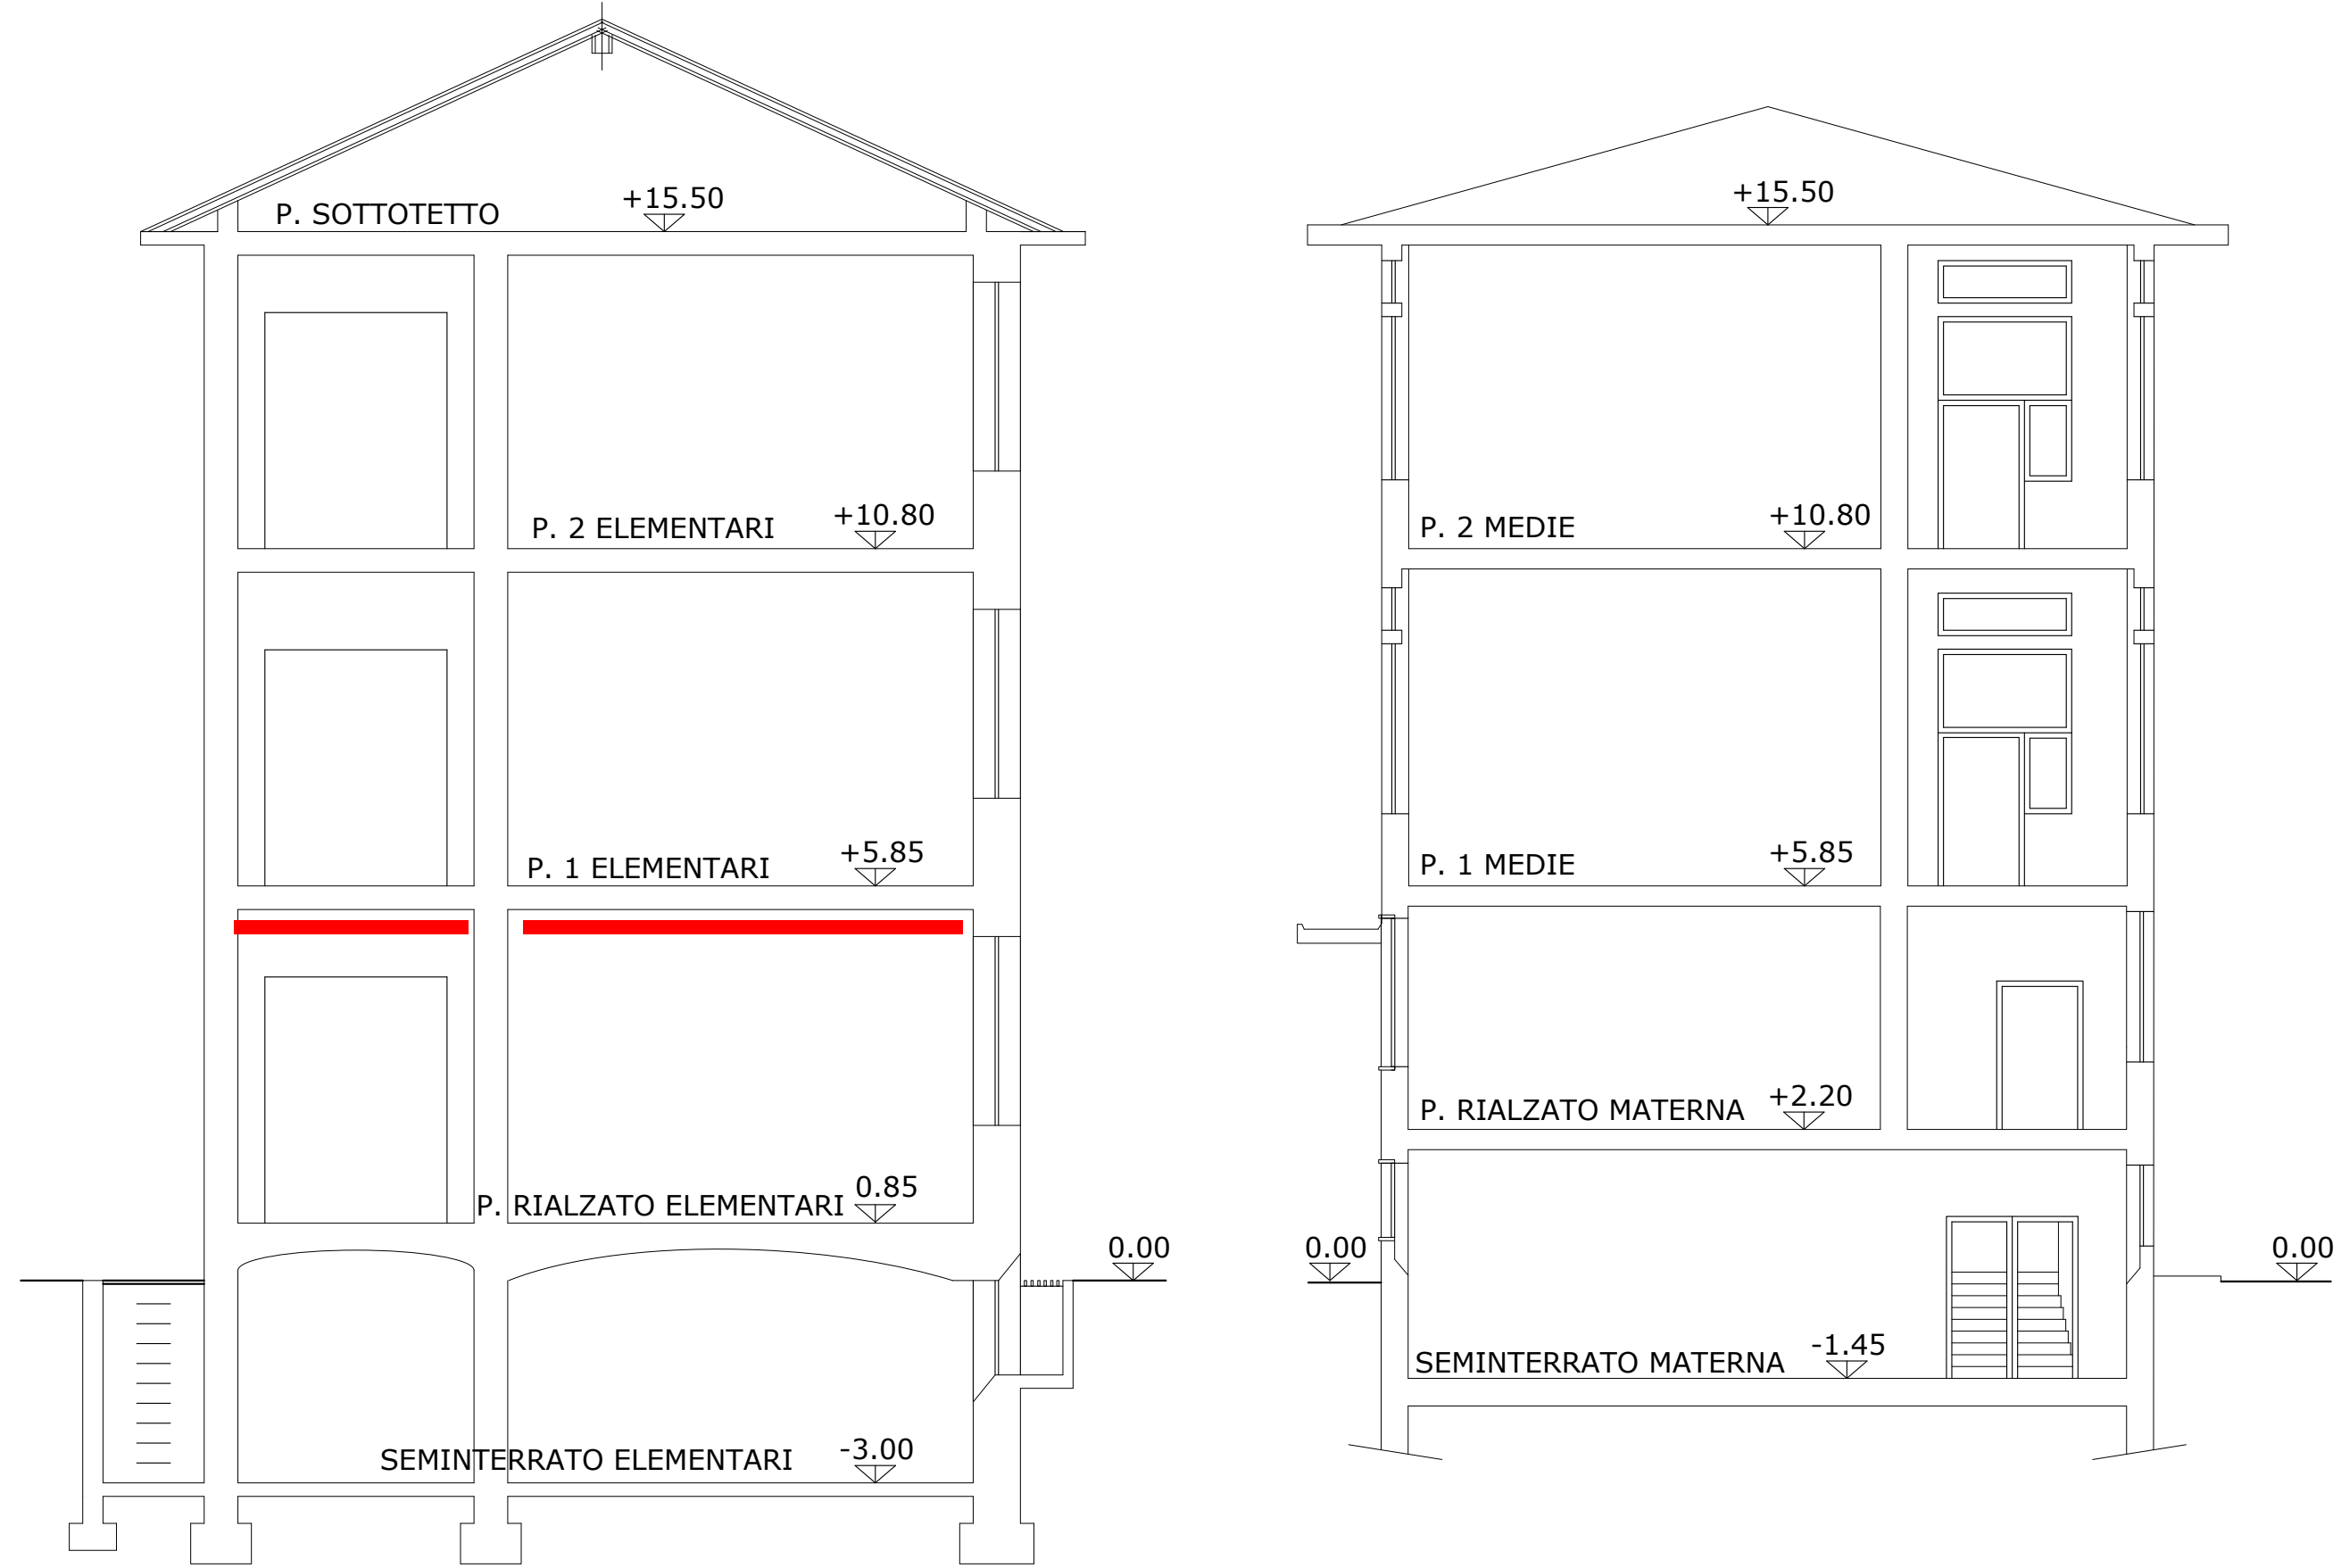 +15.50
P. SOTTOTETTO
+10.80
P. 2 ELEMENTARI
+5.85
P. 1 ELEMENTARI
0.85
P. RIALZATO ELEMENTARI
0.00
-3.00
SEMINTERRATO ELEMENTARI
+15.50
+10.80
P. 2 MEDIE
+5.85
P. 1 MEDIE
+2.20
P. RIALZATO MATERNA
0.00
0.00
-1.45
SEMINTERRATO MATERNA